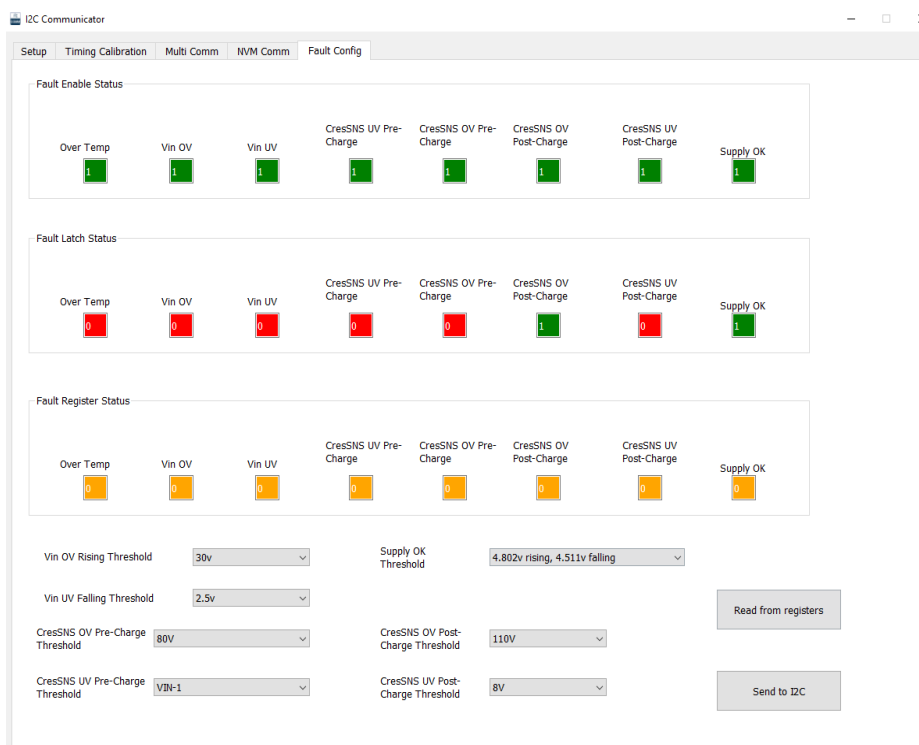 I2C Communicator
Setup Timing Calibration Multi Comm NVM Comm Fault Config
Fault Enable Status
Over Temp
Vin OV
Vin UV
CresSNS UV Pre-
Charge
CresSNS OV Pre-
Charge
CresSNS OV
Post-Charge
CresSNS UV
Post-Charge
Supply OK
1 1 1 1 1 1 1 1
Fault Latch Status
Over Temp
Vin OV
Vin UV
CresSNS UV Pre-
Charge
CresSNS OV Pre-
Charge
CresSNS OV
Post-Charge
CresSNS UV
Post-Charge
Supply OK
0 0 0 0 0 1 0 1
Fault Register Status
Over Temp
Vin OV
Vin UV
CresSNS UV Pre-
Charge
CresSNS OV Pre-
Charge
CresSNS OV
Post-Charge
CresSNS UV
Post-Charge
Supply OK
0 0 0 0 0 0 0 0
Vin OV Rising Threshold
30v
Supply OK
Threshold
4.802v rising, 4.511v falling
Vin UV Falling Threshold
2.5v
Read from registers
CresSNS OV Pre-Charge
Threshold
80V
CresSNS OV Post-
Charge Threshold
110V
CresSNS UV Pre-Charge
Threshold
VIN-1
CresSNS UV Post-
Charge Threshold
8V
Send to I2C